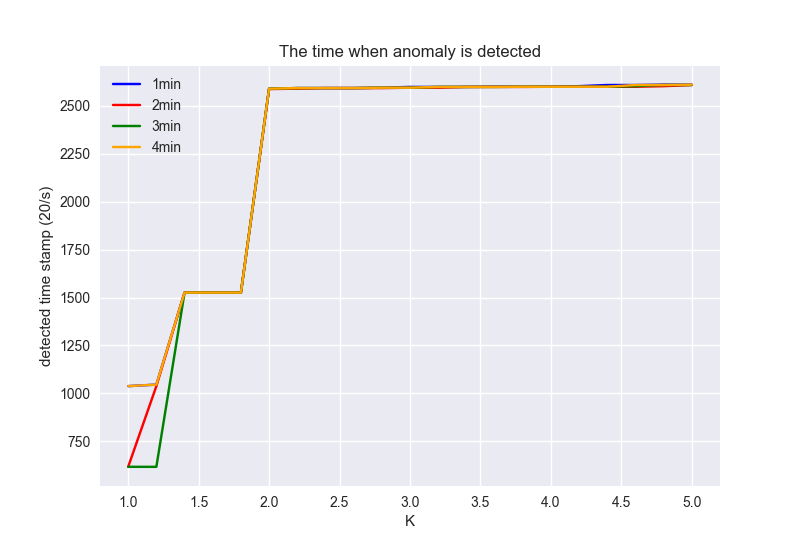 The time when anomaly is detected
1min
2min
3min
4min
2500
2250
2000
1750
1500
1250
1000
750
detected time stamp (20/s)
1.0 1.5 2.0 2.5 3.0 3.5 4.0 4.5 5.0
K